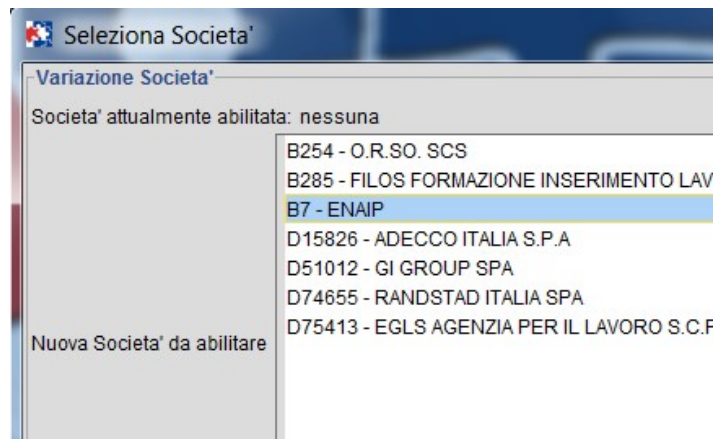 Seleziona Societa'
Variazione Societa'
Societa' attualmente abilitata: nessuna
B254 - O.R.SO. SCS
B285 - FILOS FORMAZIONE INSERIMENTO LAV
B7 - ENAIP
D15826 - ADECCO ITALIA S.P.A
D51012 - GI GROUP SPA
D74655 - RANDSTAD ITALIA SPA
D75413 - EGLS AGENZIA PER IL LAVORO S.C.F
Nuova Societa' da abilitare